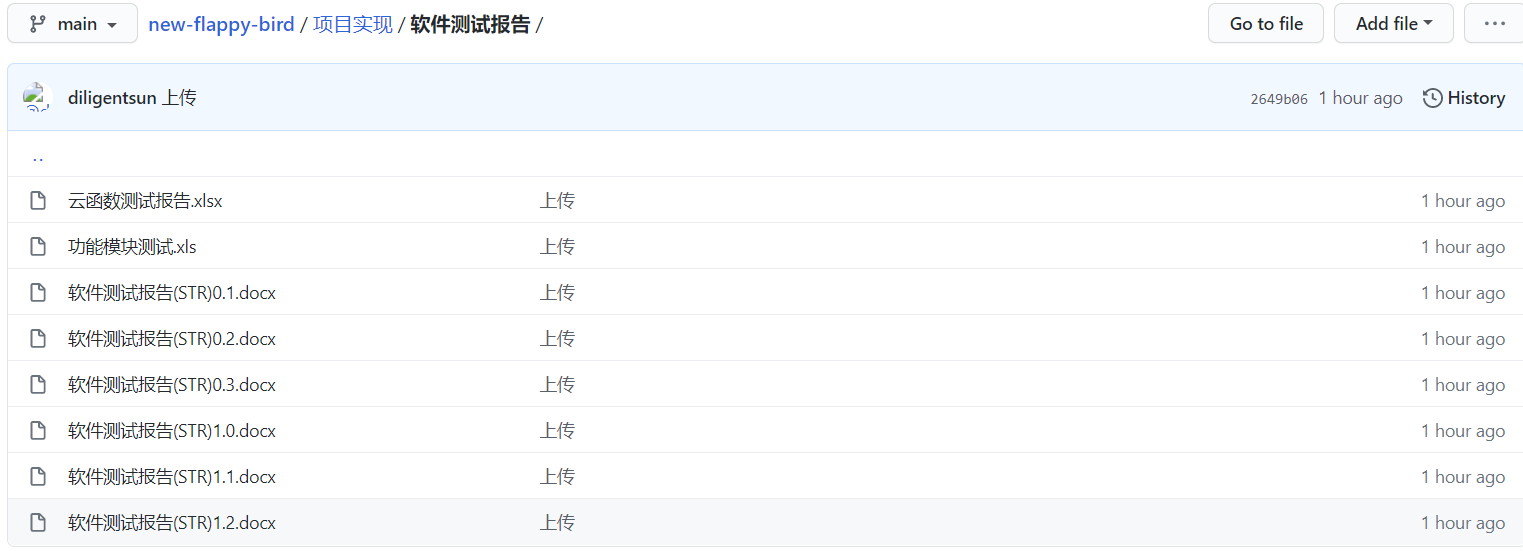 main new-flappy-bird / 项目实现 / 软件测试报告 / Go to file Add file ...
diligentsun 上传 2649b06 1 hour ago History
..
云函数测试报告.xlsx 上传 1 hour ago
功能模块测试.xls 上传 1 hour ago
软件测试报告(STR)0.1.docx 上传 1 hour ago
软件测试报告(STR)0.2.docx 上传 1 hour ago
软件测试报告(STR)0.3.docx 上传 1 hour ago
软件测试报告(STR)1.0.docx 上传 1 hour ago
软件测试报告(STR)1.1.docx 上传 1 hour ago
软件测试报告(STR)1.2.docx 上传 1 hour ago